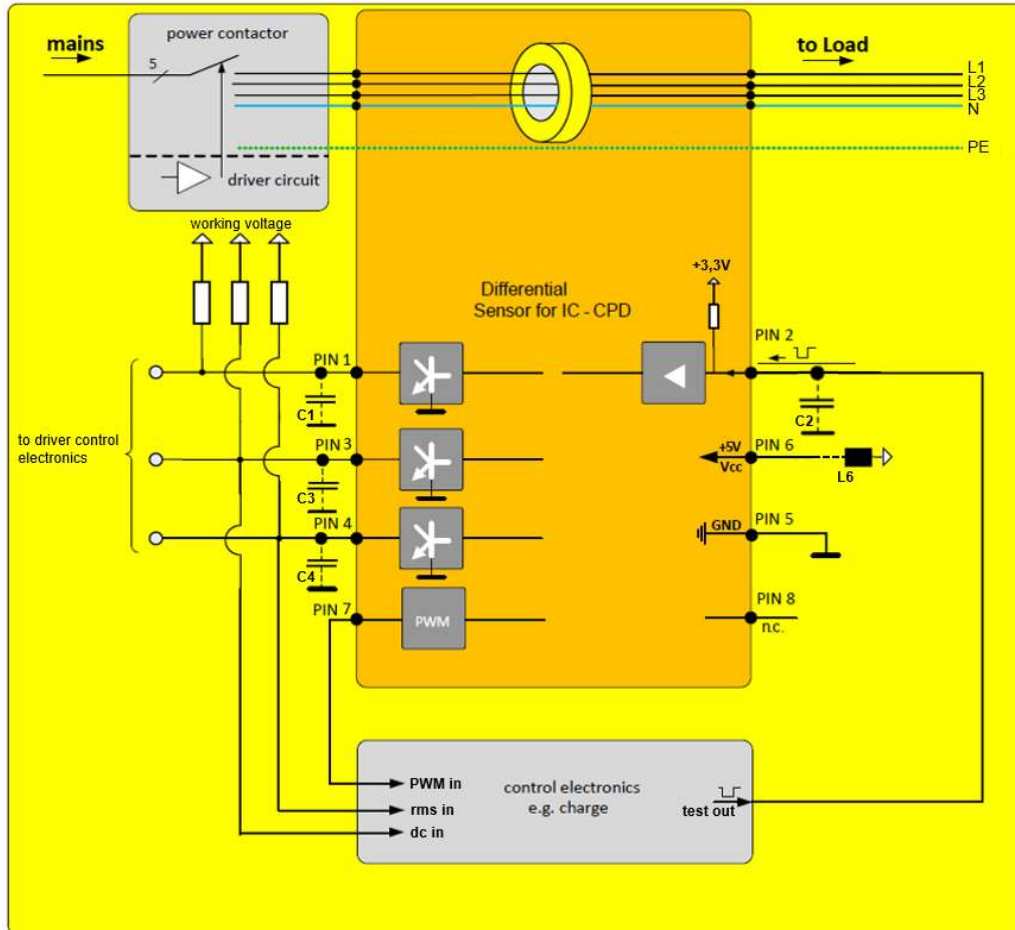 mains
power contactor
5
driver circuit
to Load
L1
L2
L3
N
PE
working voltage
Differential
Sensor for IC - CPD
+3,3V
PIN 1
PIN 2
C1
C2
to driver control
electronics
PIN 3
C3
+5V
Vcc
PIN 6
L6
PIN 4
C4
GND
PIN 5
PIN 7
PWM
PIN 8
n.c.
PWM in
rms in
dc in
control electronics
e.g. charge
test out